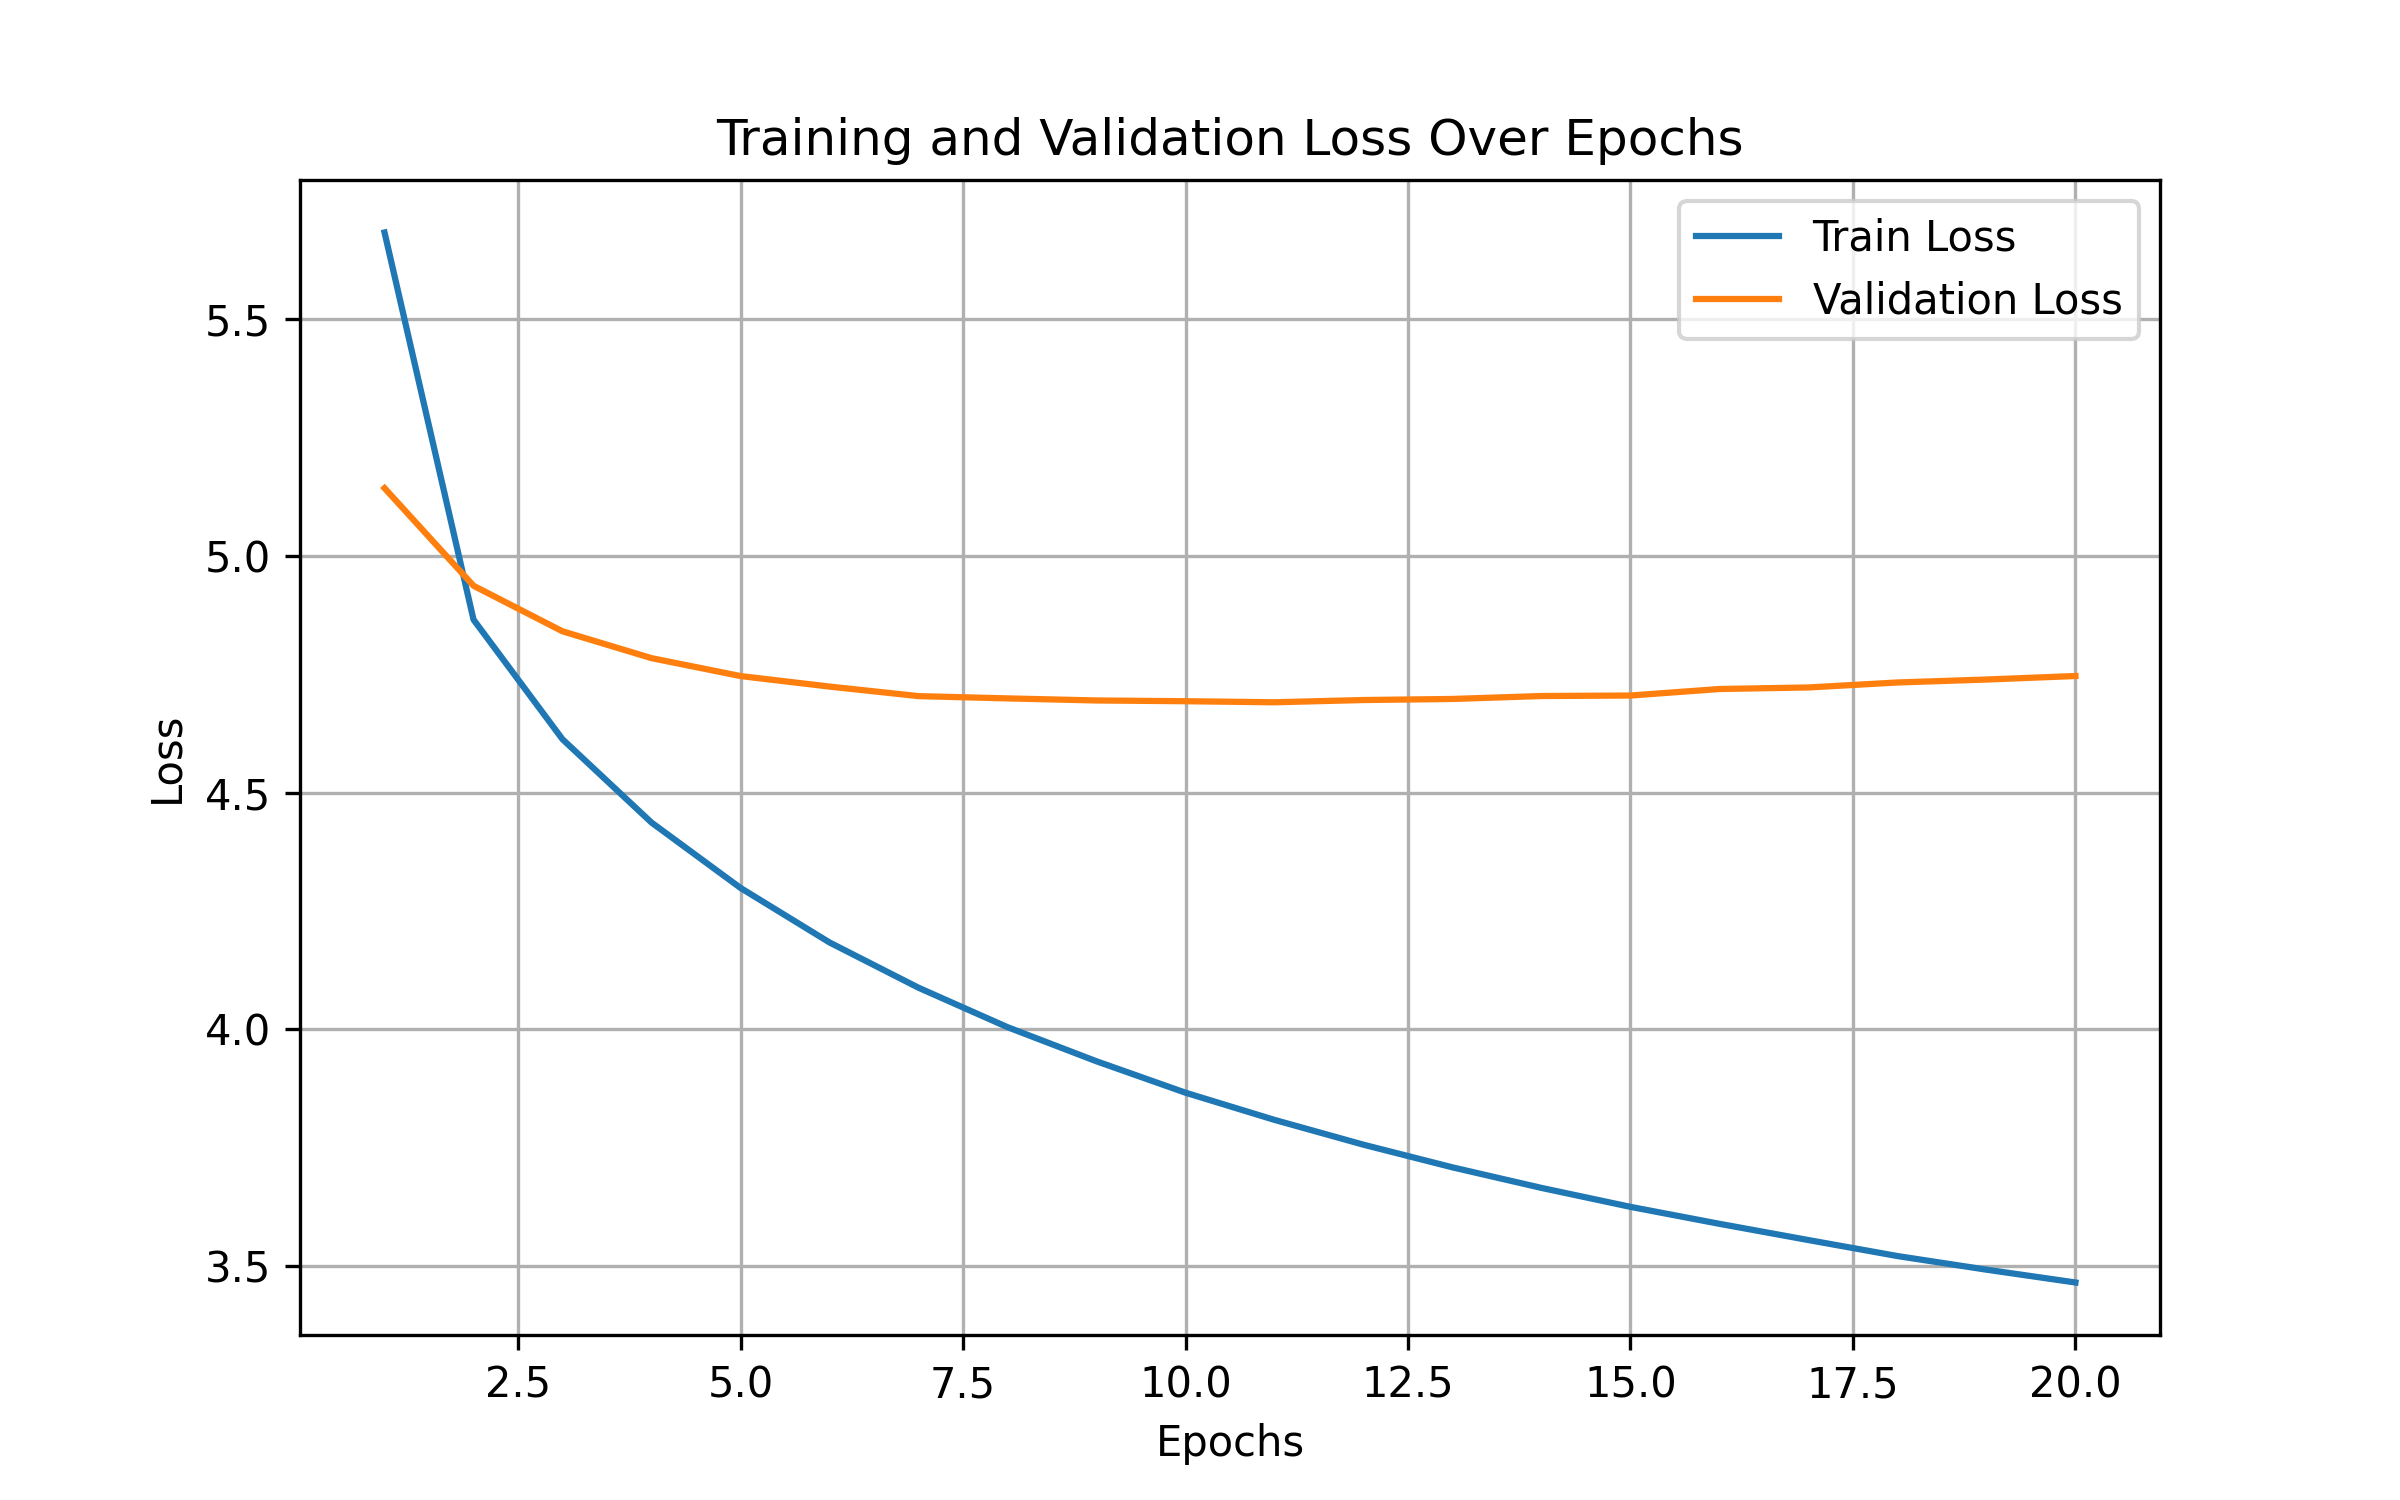 Training and Validation Loss Over Epochs
Train Loss
Validation Loss
5.5
5.0
4.5
4.0
3.5
Loss
2.5 5.0 7.5 10.0 12.5 15.0 17.5 20.0
Epochs